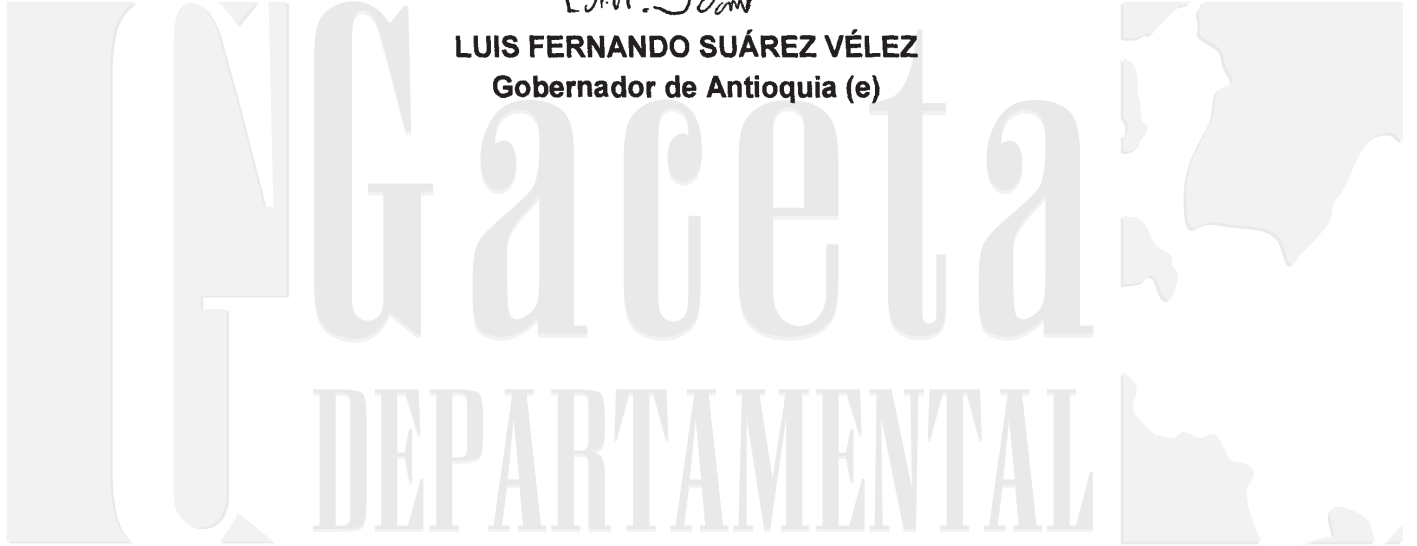 LUIS FERNANDO SUÁREZ VÉLEZ
Gobernador de Antioquia (e)
Gaceta
DEPARTAMENTAL